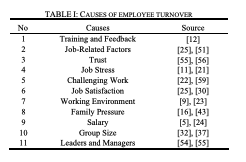 TABLE I: CAUSES OF EMPLOYEE TURNOVER
No Causes Source
1 Training and Feedback [12]
2 Job-Related Factors [25], [51]
3 Trust [55], [56]
4 Job Stress [11], [21]
5 Challenging Work [22], [59]
6 Job Satisfaction [25], [30]
7 Working Environment [9], [23]
8 Family Pressure [16], [43]
9 Salary [5], [24]
10 Group Size [32], [37]
11 Leaders and Managers [54], [55]